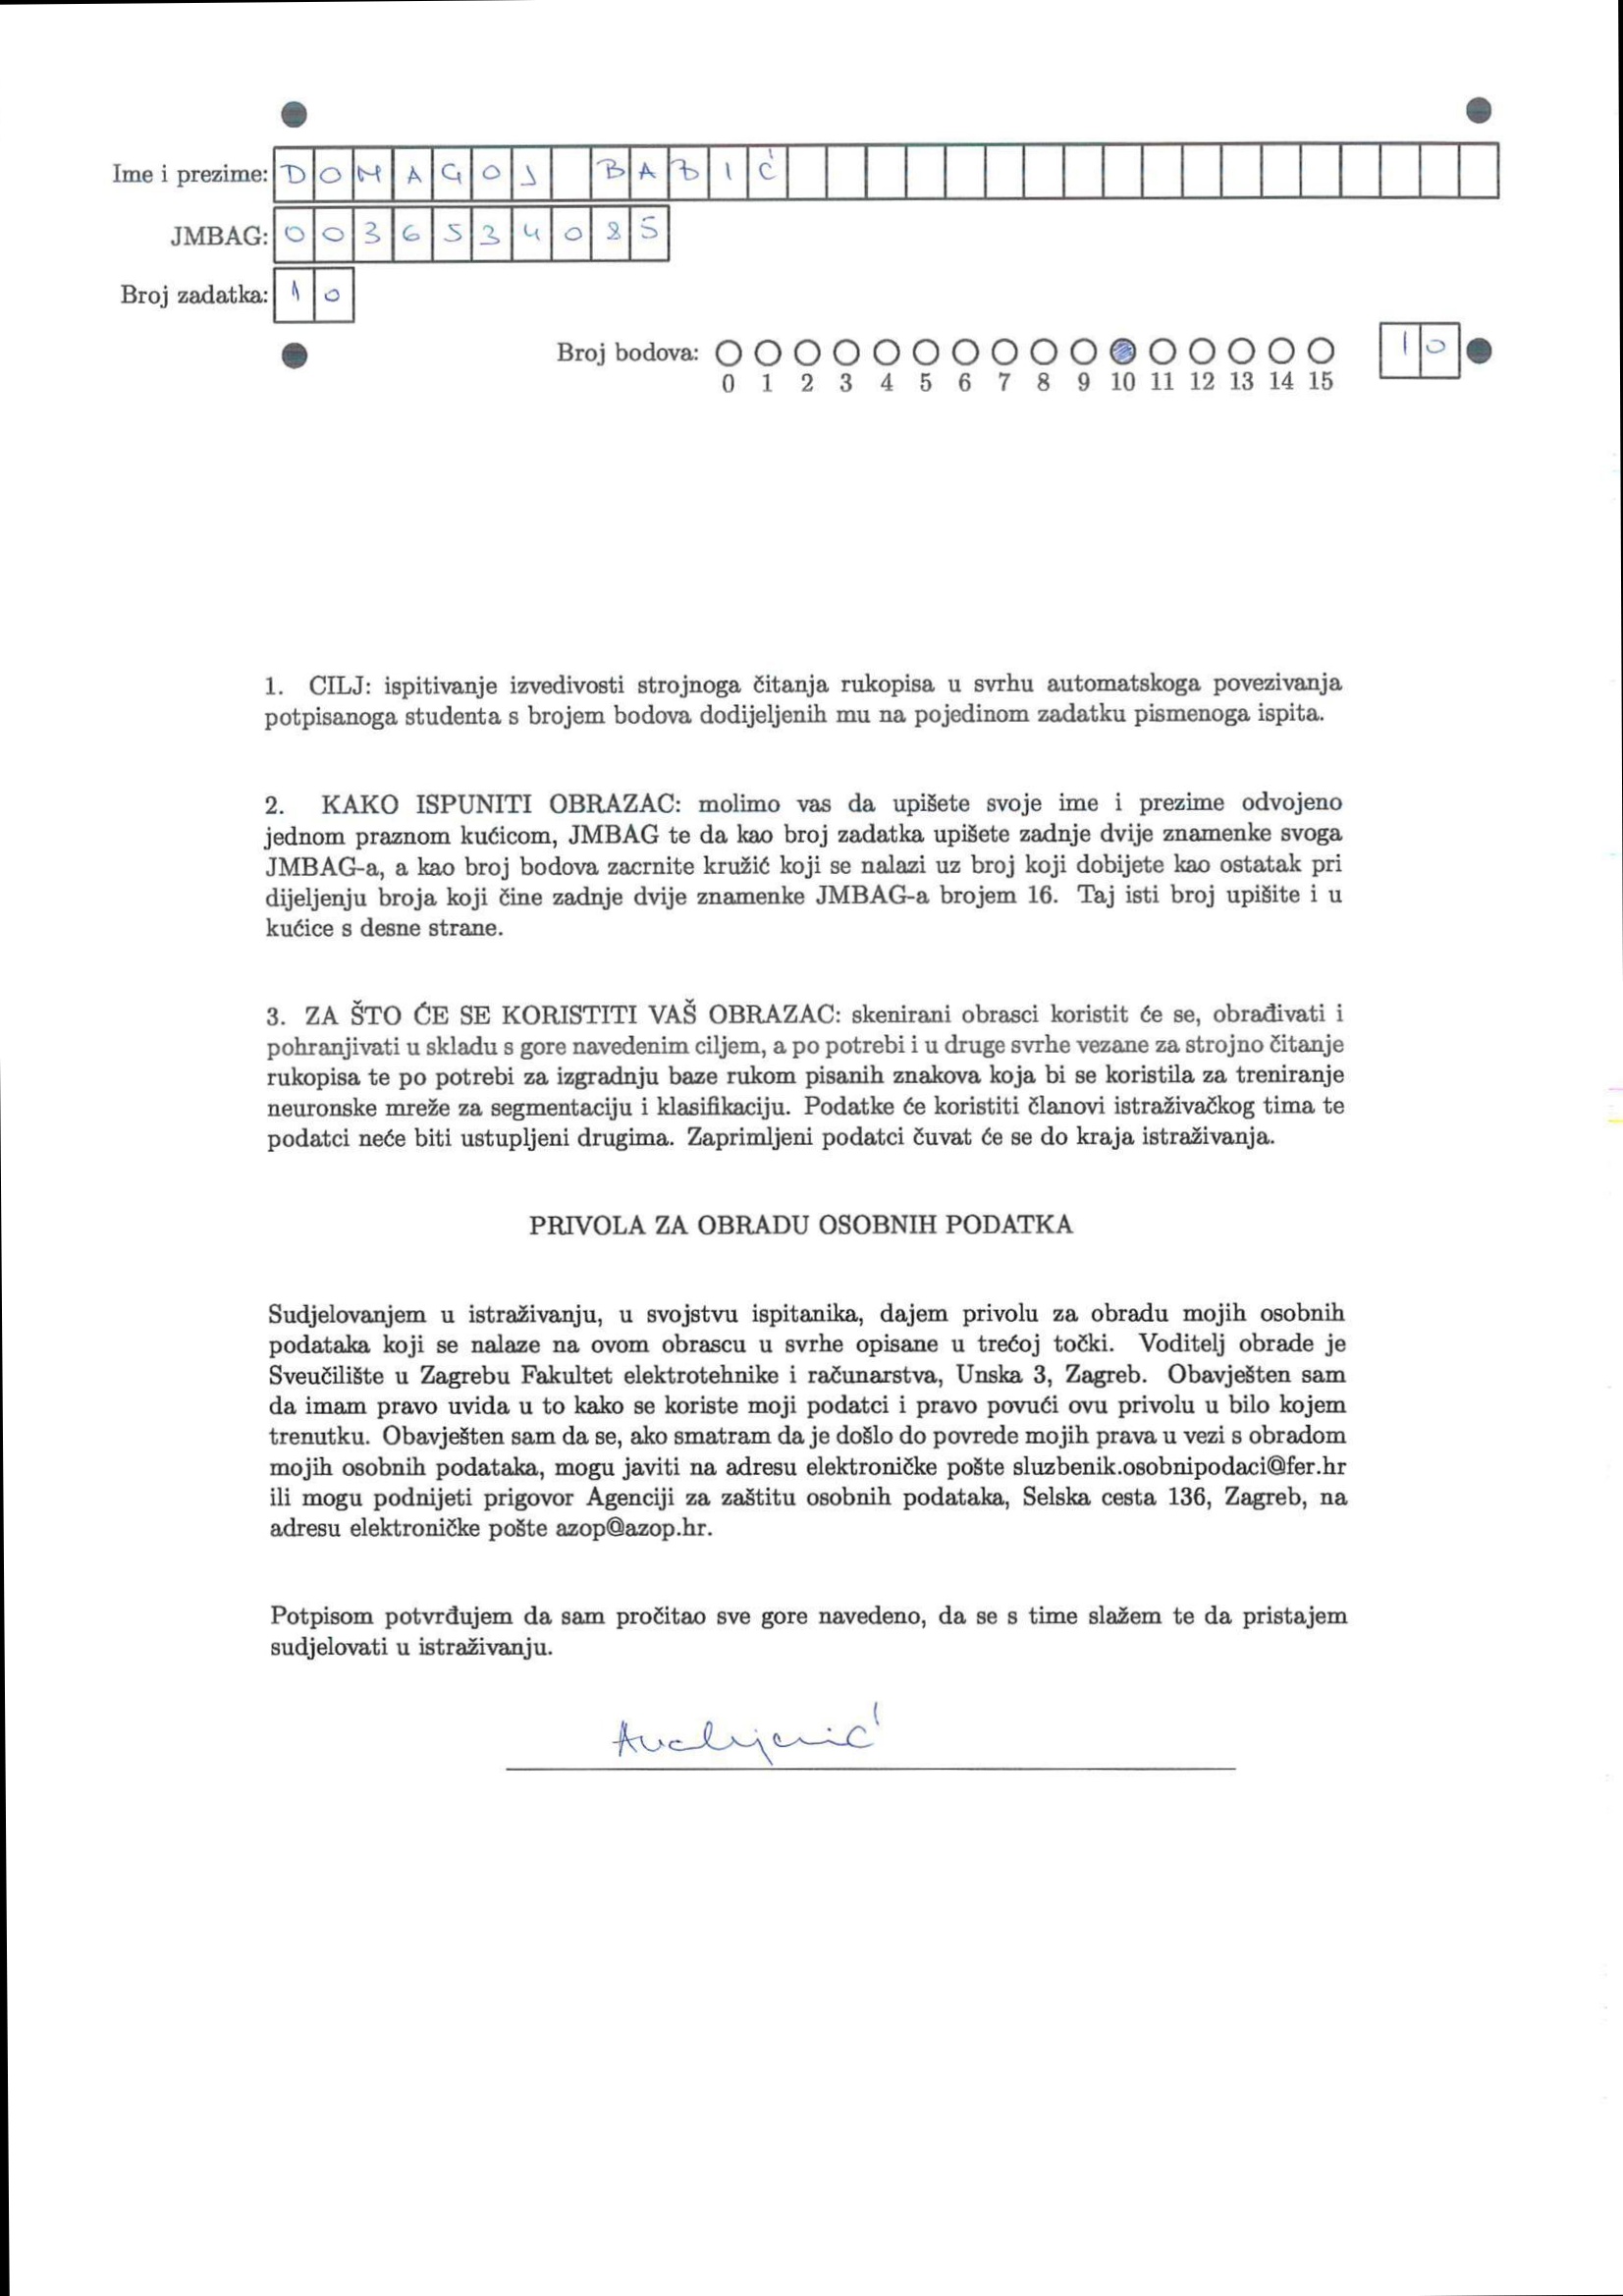 Ime i prezime: DOMAGOJ BABIĆ
JMBAG: 0036534085
Broj zadatka: 10
Broj bodova: 10
0 1 2 3 4 5 6 7 8 9 10 11 12 13 14 15
1. CILJ: ispitivanje izvedivosti strojnoga čitanja rukopisa u svrhu automatskoga povezivanja
potpisanoga studenta s brojem bodova dodijeljenih mu na pojedinom zadatku pismenoga ispita.
2. KAKO ISPUNITI OBRAZAC: molimo vas da upišete svoje ime i prezime odvojeno
jednom praznom kućicom, JMBAG te da kao broj zadatka upišete zadnje dvije znamenke svoga
JMBAG-a, a kao broj bodova zacrnite kružić koji se nalazi uz broj koji dobijete kao ostatak pri
dijeljenju broja koji čine zadnje dvije znamenke JMBAG-a brojem 16. Taj isti broj upišite i u
kućice s desne strane.
3. ZA ŠTO ĆE SE KORISTITI VAŠ OBRAZAC: skenirani obrasci koristit će se, obrađivati i
pohranjivati u skladu s gore navedenim ciljem, a po potrebi i u druge svrhe vezane za strojno čitanje
rukopisa te po potrebi za izgradnju baze rukom pisanih znakova koja bi se koristila za treniranje
neuronske mreže za segmentaciju i klasifikaciju. Podatke će koristiti članovi istraživačkog tima te
podatci neće biti ustupljeni drugima. Zaprimljeni podatci čuvat će se do kraja istraživanja.
PRIVOLA ZA OBRADU OSOBNIH PODATKA
Sudjelovanjem u istraživanju, u svojstvu ispitanika, dajem privolu za obradu mojih osobnih
podataka koji se nalaze na ovom obrascu u svrhe opisane u trećoj točki. Voditelj obrade je
Sveučilište u Zagrebu Fakultet elektrotehnike i računarstva, Unska 3, Zagreb. Obavješten sam
da imam pravo uvida u to kako se koriste moji podatci i pravo povući ovu privolu u bilo kojem
trenutku. Obavješten sam da se, ako smatram da je došlo do povrede mojih prava u vezi s obradom
mojih osobnih podataka, mogu javiti na adresu elektroničke pošte sluzbenik.osobnipodaci@fer.hr
ili mogu podnijeti prigovor Agenciji za zaštitu osobnih podataka, Selska cesta 136, Zagreb, na
adresu elektroničke pošte azop@azop.hr.
Potpisom potvrđujem da sam pročitao sve gore navedeno, da se s time slažem te da pristajem
sudjelovati u istraživanju.